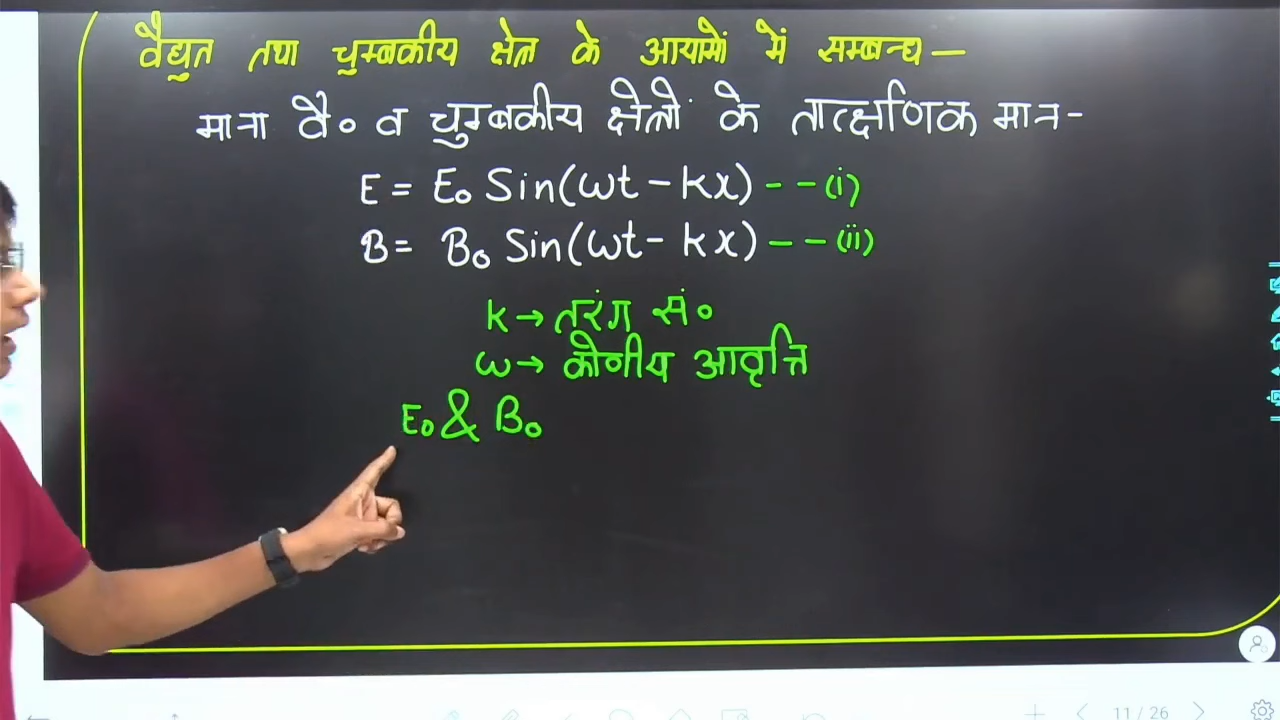 वैद्युत तथा चुम्बकीय क्षेत्र के आयामों में सम्बन्ध —
माना वै० व चुम्बकीय क्षेत्रों के तात्क्षणिक मान -
E = E₀ Sin(ωt - kx) - - (i)
B = B₀ Sin(ωt - kx) - - (ii)
k → तरंग सं०
ω → कोणीय आवृत्ति
E₀ & B₀
11 / 26